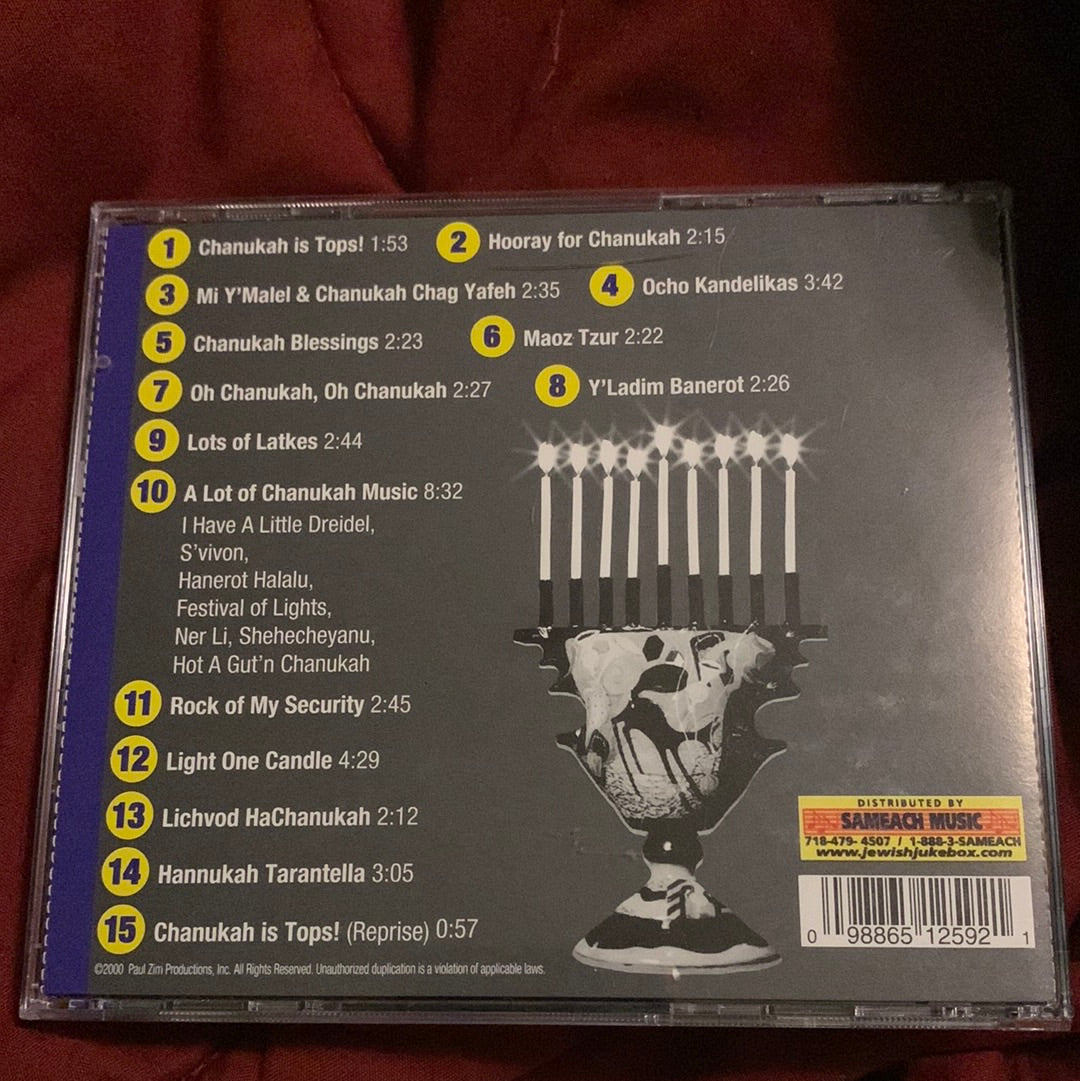 1 Chanukah is Tops! 1:53 2 Hooray for Chanukah 2:15
3 Mi Y'Malel & Chanukah Chag Yafeh 2:35 4 Ocho Kandelikas 3:42
5 Chanukah Blessings 2:23 6 Maoz Tzur 2:22
7 Oh Chanukah, Oh Chanukah 2:27 8 Y'Ladim Banerot 2:26
9 Lots of Latkes 2:44
10 A Lot of Chanukah Music 8:32
I Have A Little Dreidel,
S'vivon,
Hanerot Halalu,
Festival of Lights,
Ner Li, Shehecheyanu,
Hot A Gut'n Chanukah
11 Rock of My Security 2:45
12 Light One Candle 4:29
13 Lichvod HaChanukah 2:12
14 Hannukah Tarantella 3:05
15 Chanukah is Tops! (Reprise) 0:57
©2000 Paul Zim Productions, Inc. All Rights Reserved. Unauthorized duplication is a violation of applicable laws.
DISTRIBUTED BY
SAMEACH MUSIC
718-479- 4507 / 1-888-3-SAMEACH
www.jewishjukebox.com
0 98865 12592 1